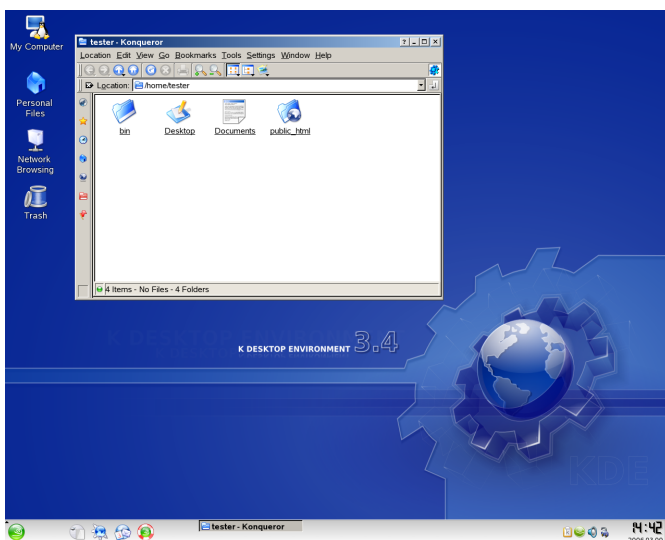 My Computer
Personal
Files
Network
Browsing
Trash
tester - Konqueror
Location Edit View Go Bookmarks Tools Settings Window Help
Location: /home/tester
bin Desktop Documents public_html
4 Items - No Files - 4 Folders
K DESKTOP ENVIRONMENT 3.4
KDE
tester - Konqueror
14:42